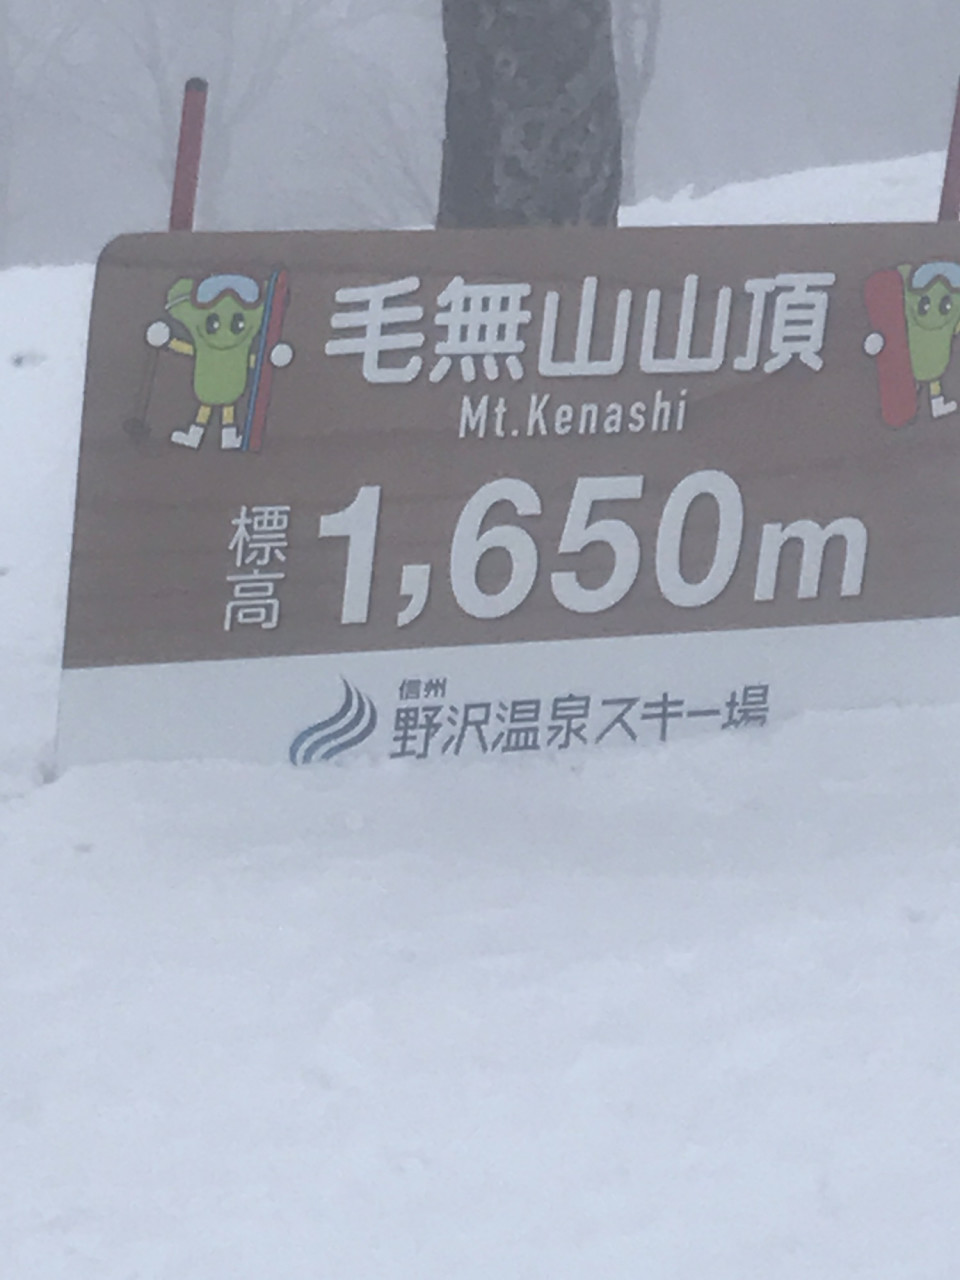 毛無山山頂
Mt.Kenashi
標高 1,650m
信州
野沢温泉スキー場